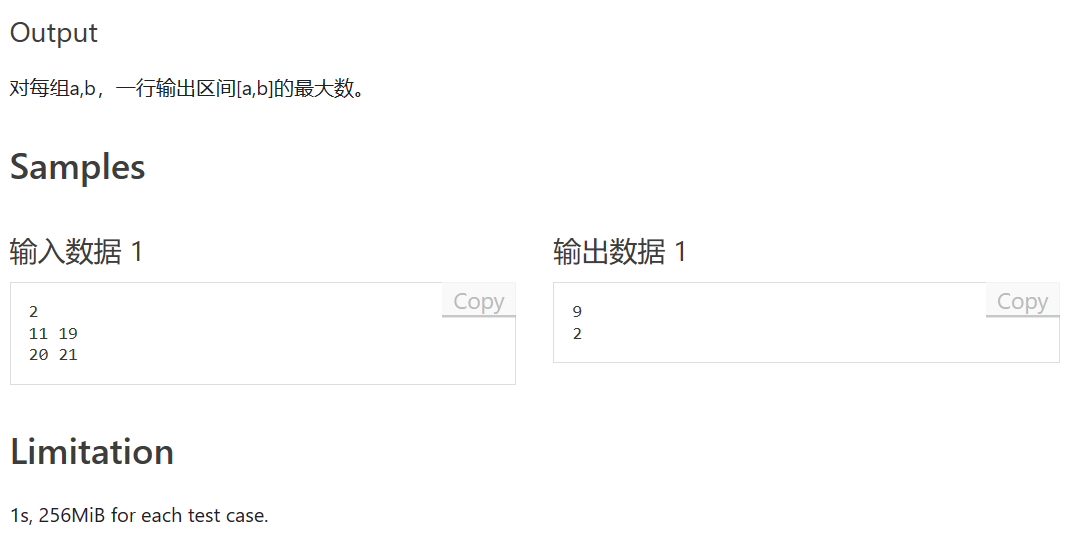 Output
对每组a,b，一行输出区间[a,b]的最大数。
Samples
输入数据 1
Copy
2
11 19
20 21
输出数据 1
Copy
9
2
Limitation
1s, 256MiB for each test case.